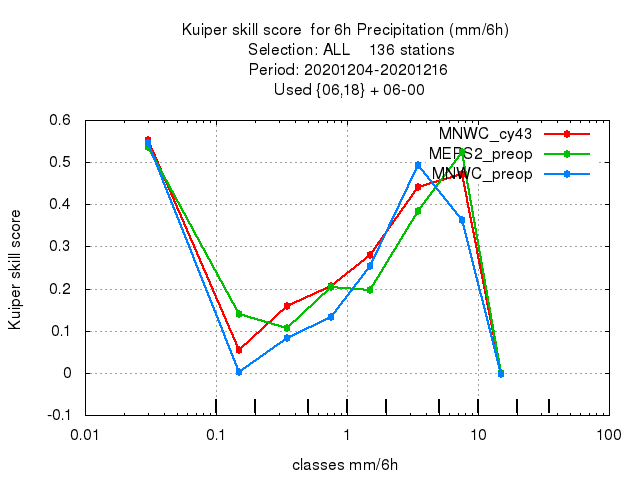 Kuiper skill score  for 6h Precipitation (mm/6h)
Selection: ALL    136 stations
Period: 20201204-20201216
Used {06,18} + 06-00
MNWC_cy43
MEPS2_preop
MNWC_preop
Kuiper skill score
0.6
0.5
0.4
0.3
0.2
0.1
0
-0.1
0.01 0.1 1 10 100
classes mm/6h